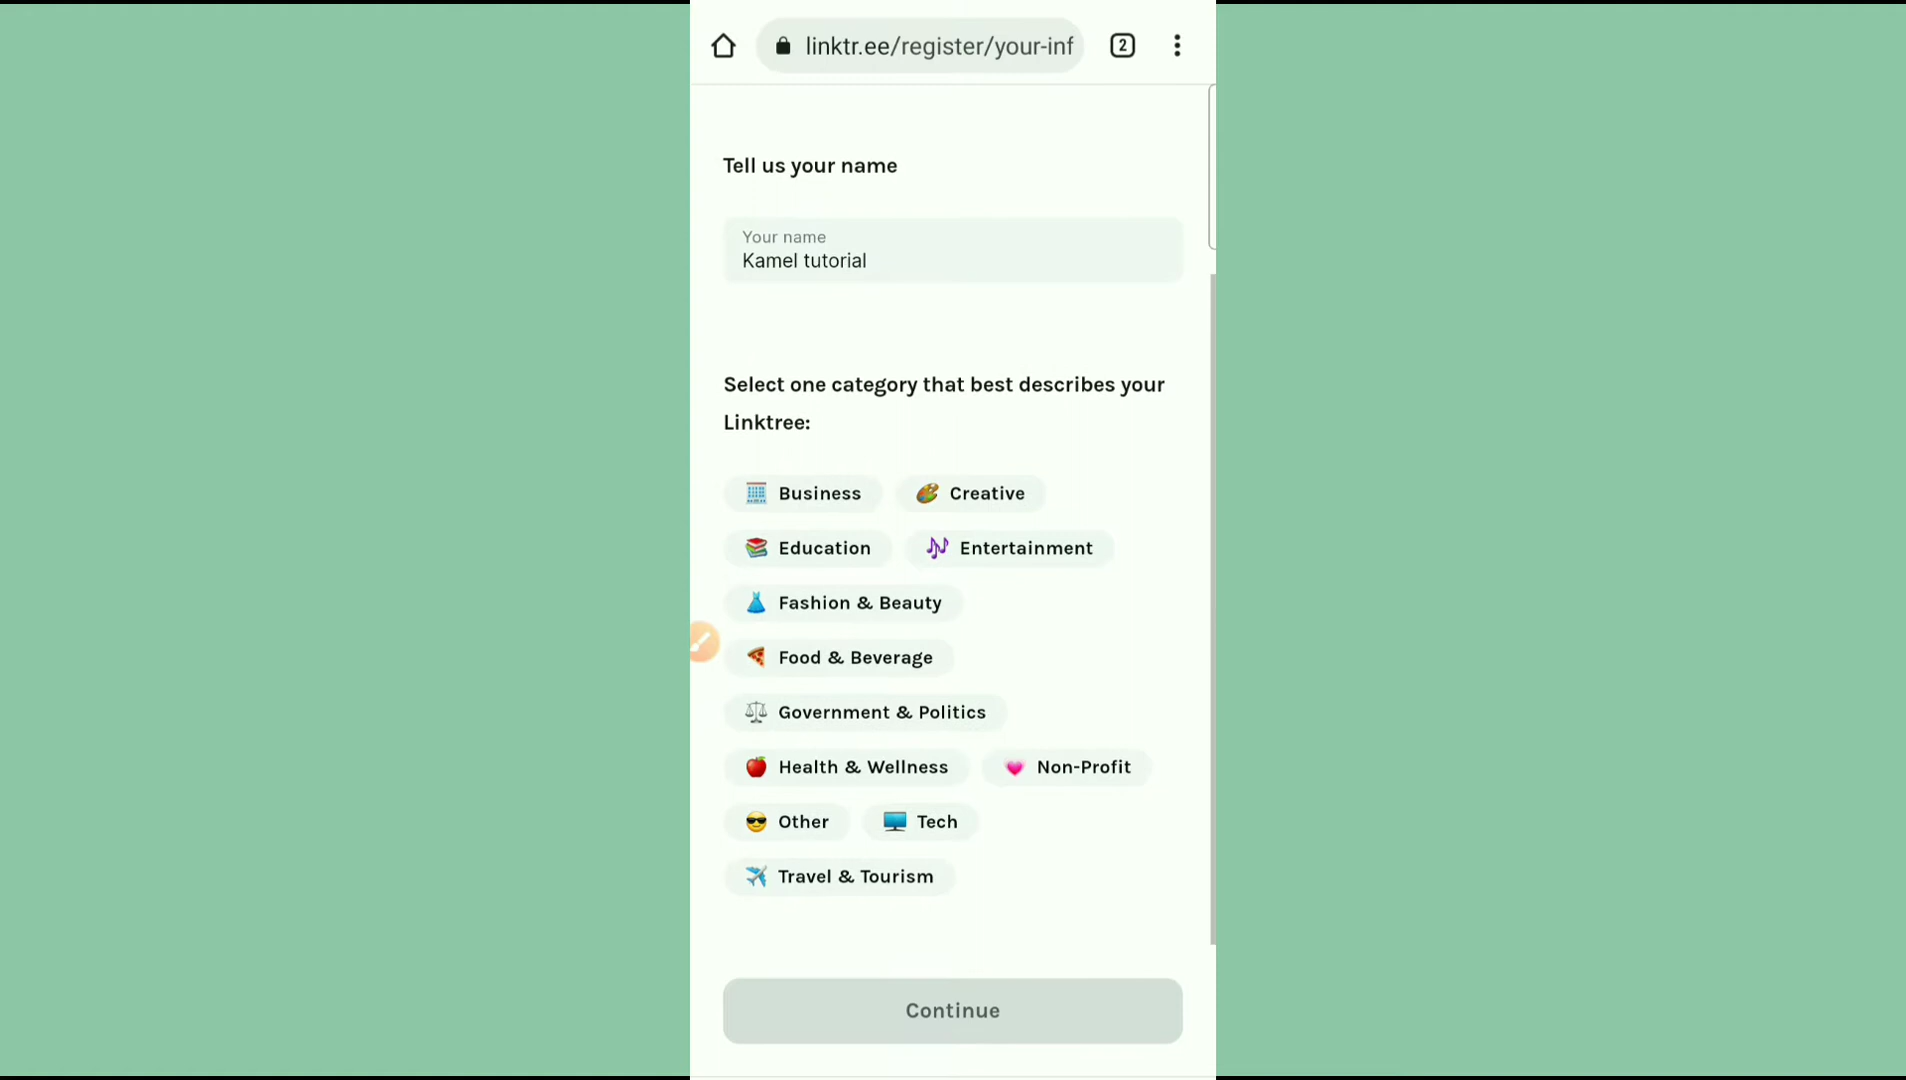 linktr.ee/register/your-inf
2
Tell us your name
Your name
Kamel tutorial
Select one category that best describes your
Linktree:
Business Creative
Education Entertainment
Fashion & Beauty
Food & Beverage
Government & Politics
Health & Wellness Non-Profit
Other Tech
Travel & Tourism
Continue